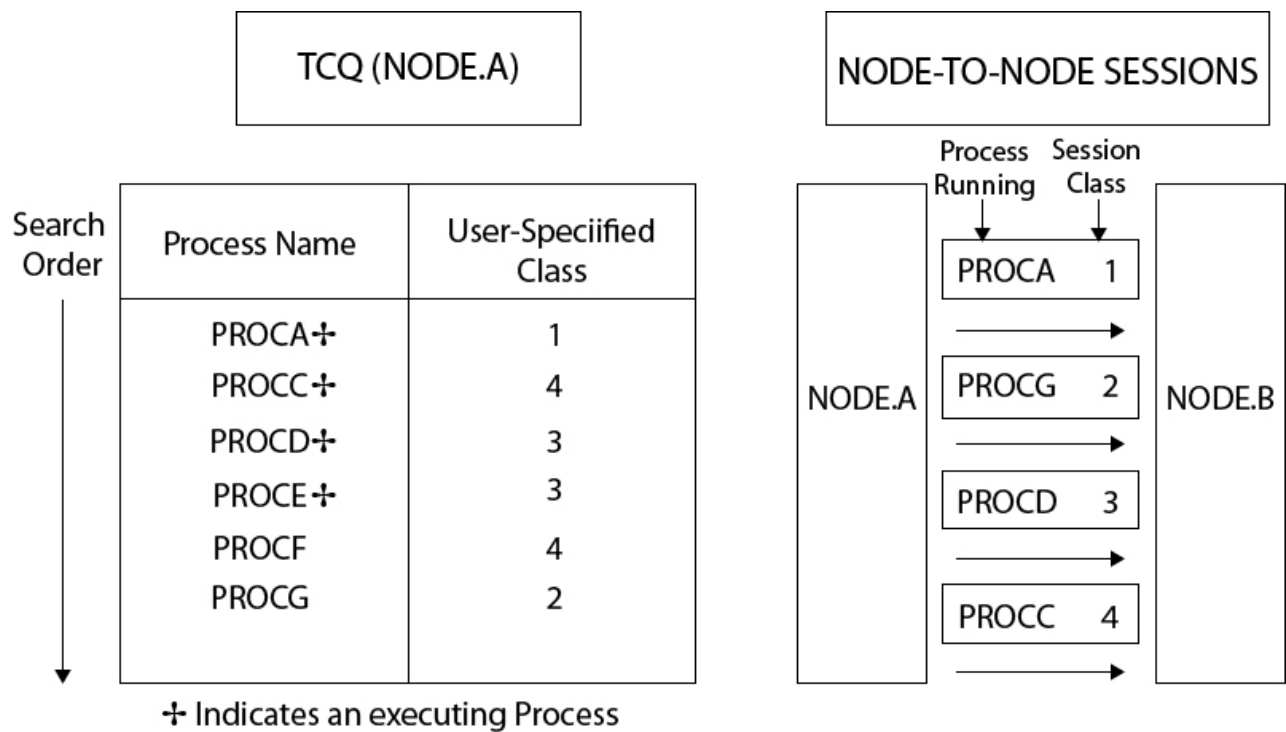 TCQ (NODE.A)
NODE-TO-NODE SESSIONS
Search
Order
Process Name
User-Speciified
Class
PROCA✢ 1
PROCC✢ 4
PROCD✢ 3
PROCE✢ 3
PROCF 4
PROCG 2
✢ Indicates an executing Process
Process
Running
Session
Class
NODE.A
PROCA 1
PROCG 2
PROCD 3
PROCC 4
NODE.B